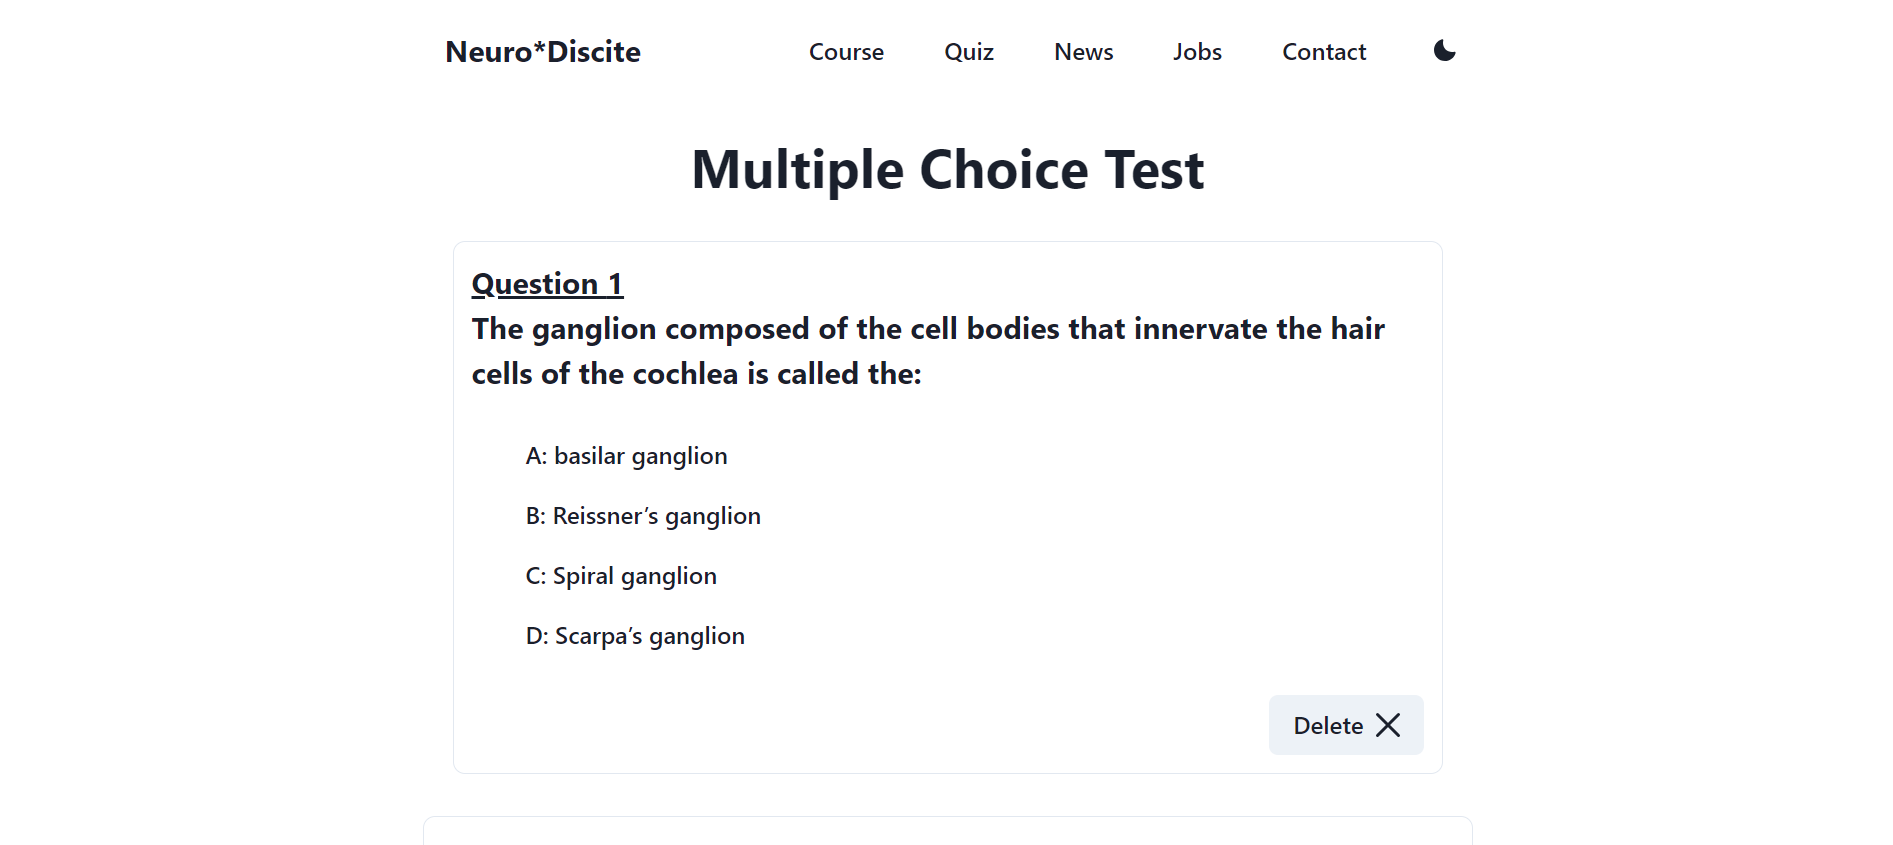 Neuro*Discite
Course Quiz News Jobs Contact
Multiple Choice Test
Question 1
The ganglion composed of the cell bodies that innervate the hair
cells of the cochlea is called the:
A: basilar ganglion
B: Reissner’s ganglion
C: Spiral ganglion
D: Scarpa’s ganglion
Delete